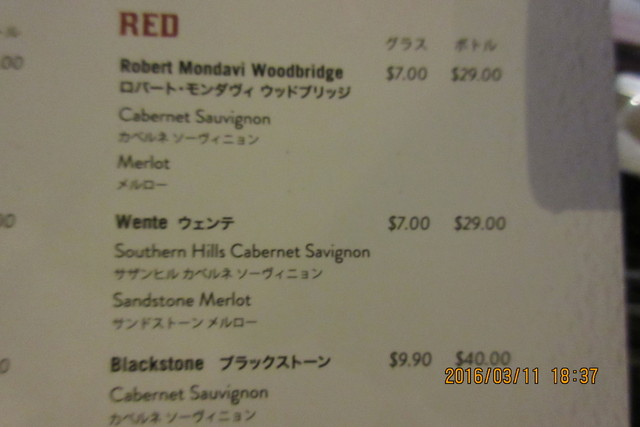 RED
グラス ボトル
Robert Mondavi Woodbridge $7.00 $29.00
ロバート・モンダヴィ ウッドブリッジ
Cabernet Sauvignon
カベルネ ソーヴィニョン
Merlot
メルロー
Wente ウェンテ $7.00 $29.00
Southern Hills Cabernet Savignon
サザンヒル カベルネ ソーヴィニョン
Sandstone Merlot
サンドストーン メルロー
Blackstone ブラックストーン $9.90 $40.00
Cabernet Sauvignon
カベルネ ソーヴィニョン
2016/03/11 18:37